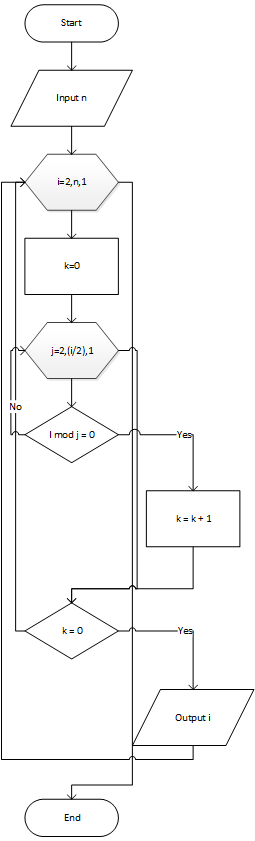 Start
Input n
i=2,n,1
k=0
j=2,(i/2),1
No
I mod j = 0
Yes
k = k + 1
k = 0
Yes
Output i
End